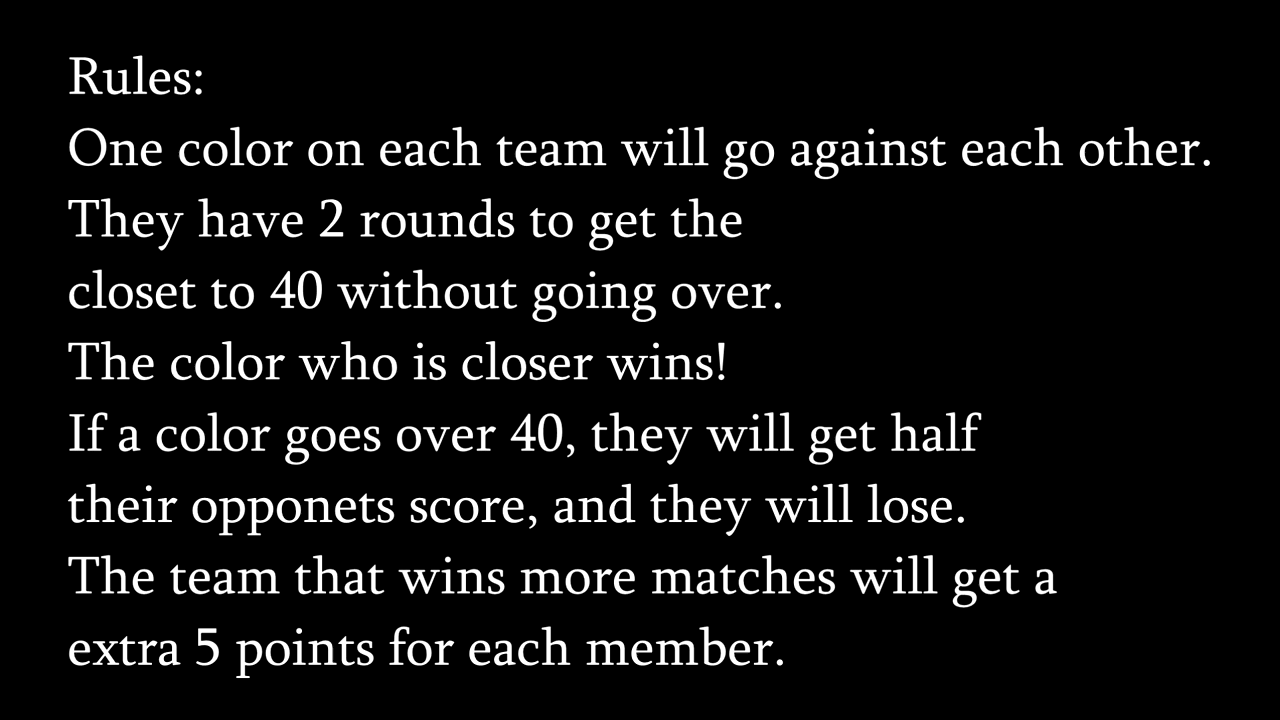 Rules:
One color on each team will go against each other.
They have 2 rounds to get the
closet to 40 without going over.
The color who is closer wins!
If a color goes over 40, they will get half
their opponets score, and they will lose.
The team that wins more matches will get a
extra 5 points for each member.